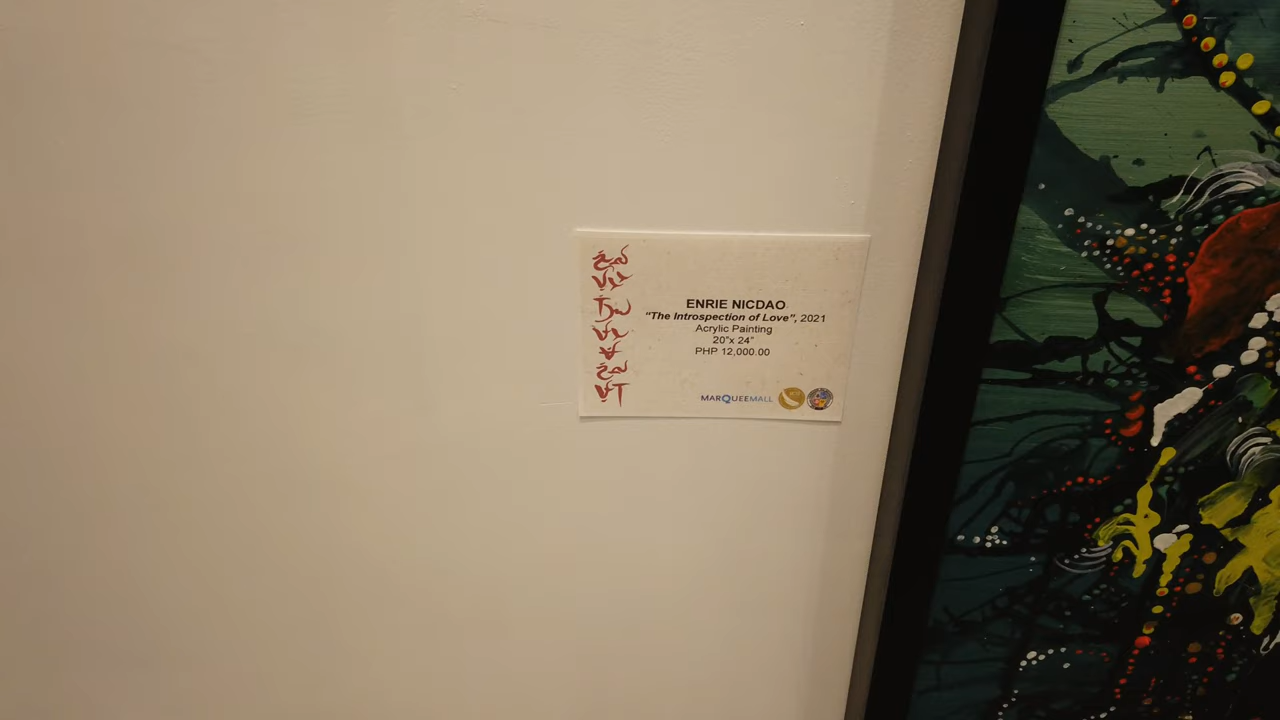 ENRIE NICDAO
"The Introspection of Love", 2021
Acrylic Painting
20"x 24"
PHP 12,000.00
MARQUEEMALL